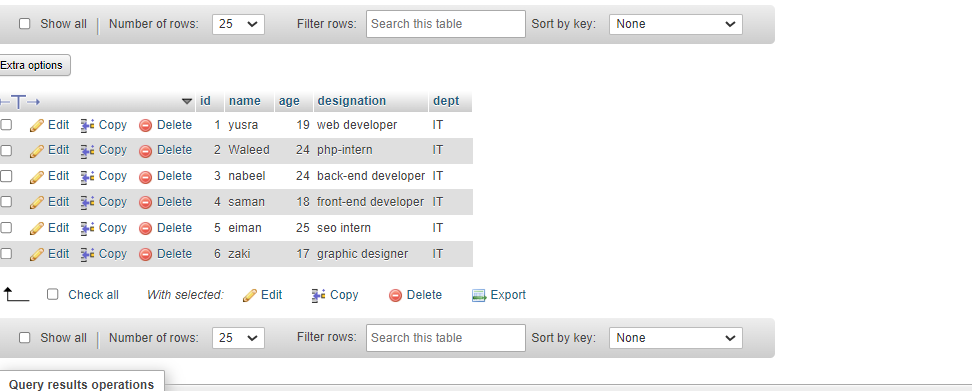 Show all Number of rows: 25 Filter rows: Search this table Sort by key: None
Extra options
id name age designation dept
Edit Copy Delete 1 yusra 19 web developer IT
Edit Copy Delete 2 Waleed 24 php-intern IT
Edit Copy Delete 3 nabeel 24 back-end developer IT
Edit Copy Delete 4 saman 18 front-end developer IT
Edit Copy Delete 5 eiman 25 seo intern IT
Edit Copy Delete 6 zaki 17 graphic designer IT
Check all With selected: Edit Copy Delete Export
Show all Number of rows: 25 Filter rows: Search this table Sort by key: None
Query results operations